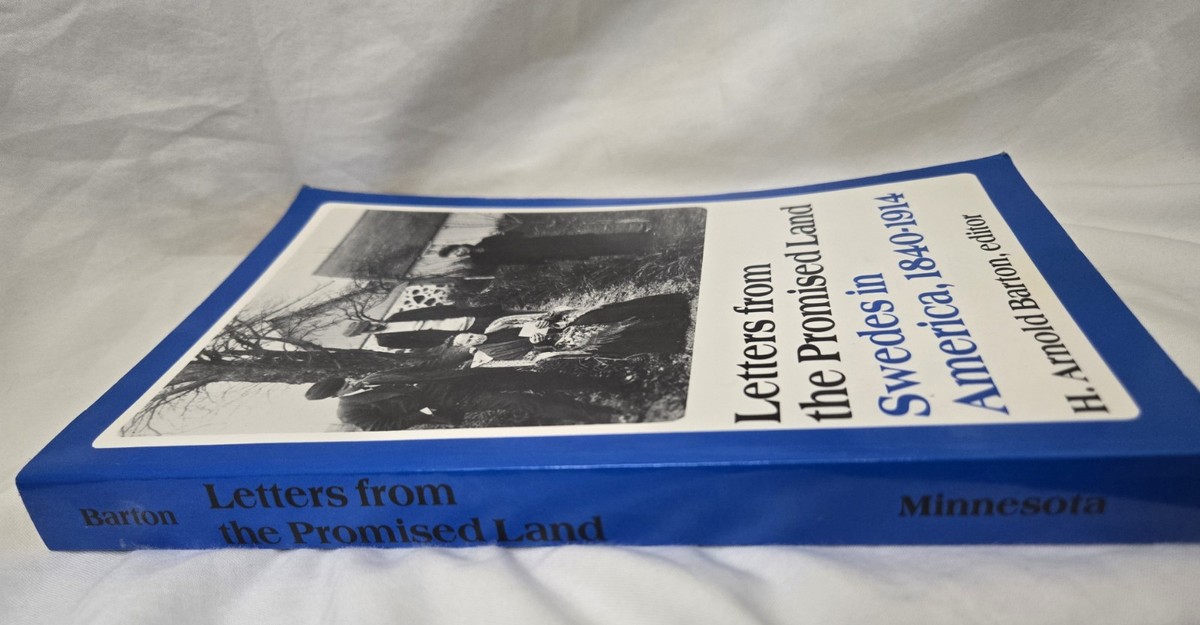 Letters from
the Promised Land
Swedes in
America, 1840-1914
H. Arnold Barton, editor
Barton
Letters from
the Promised Land
Minnesota